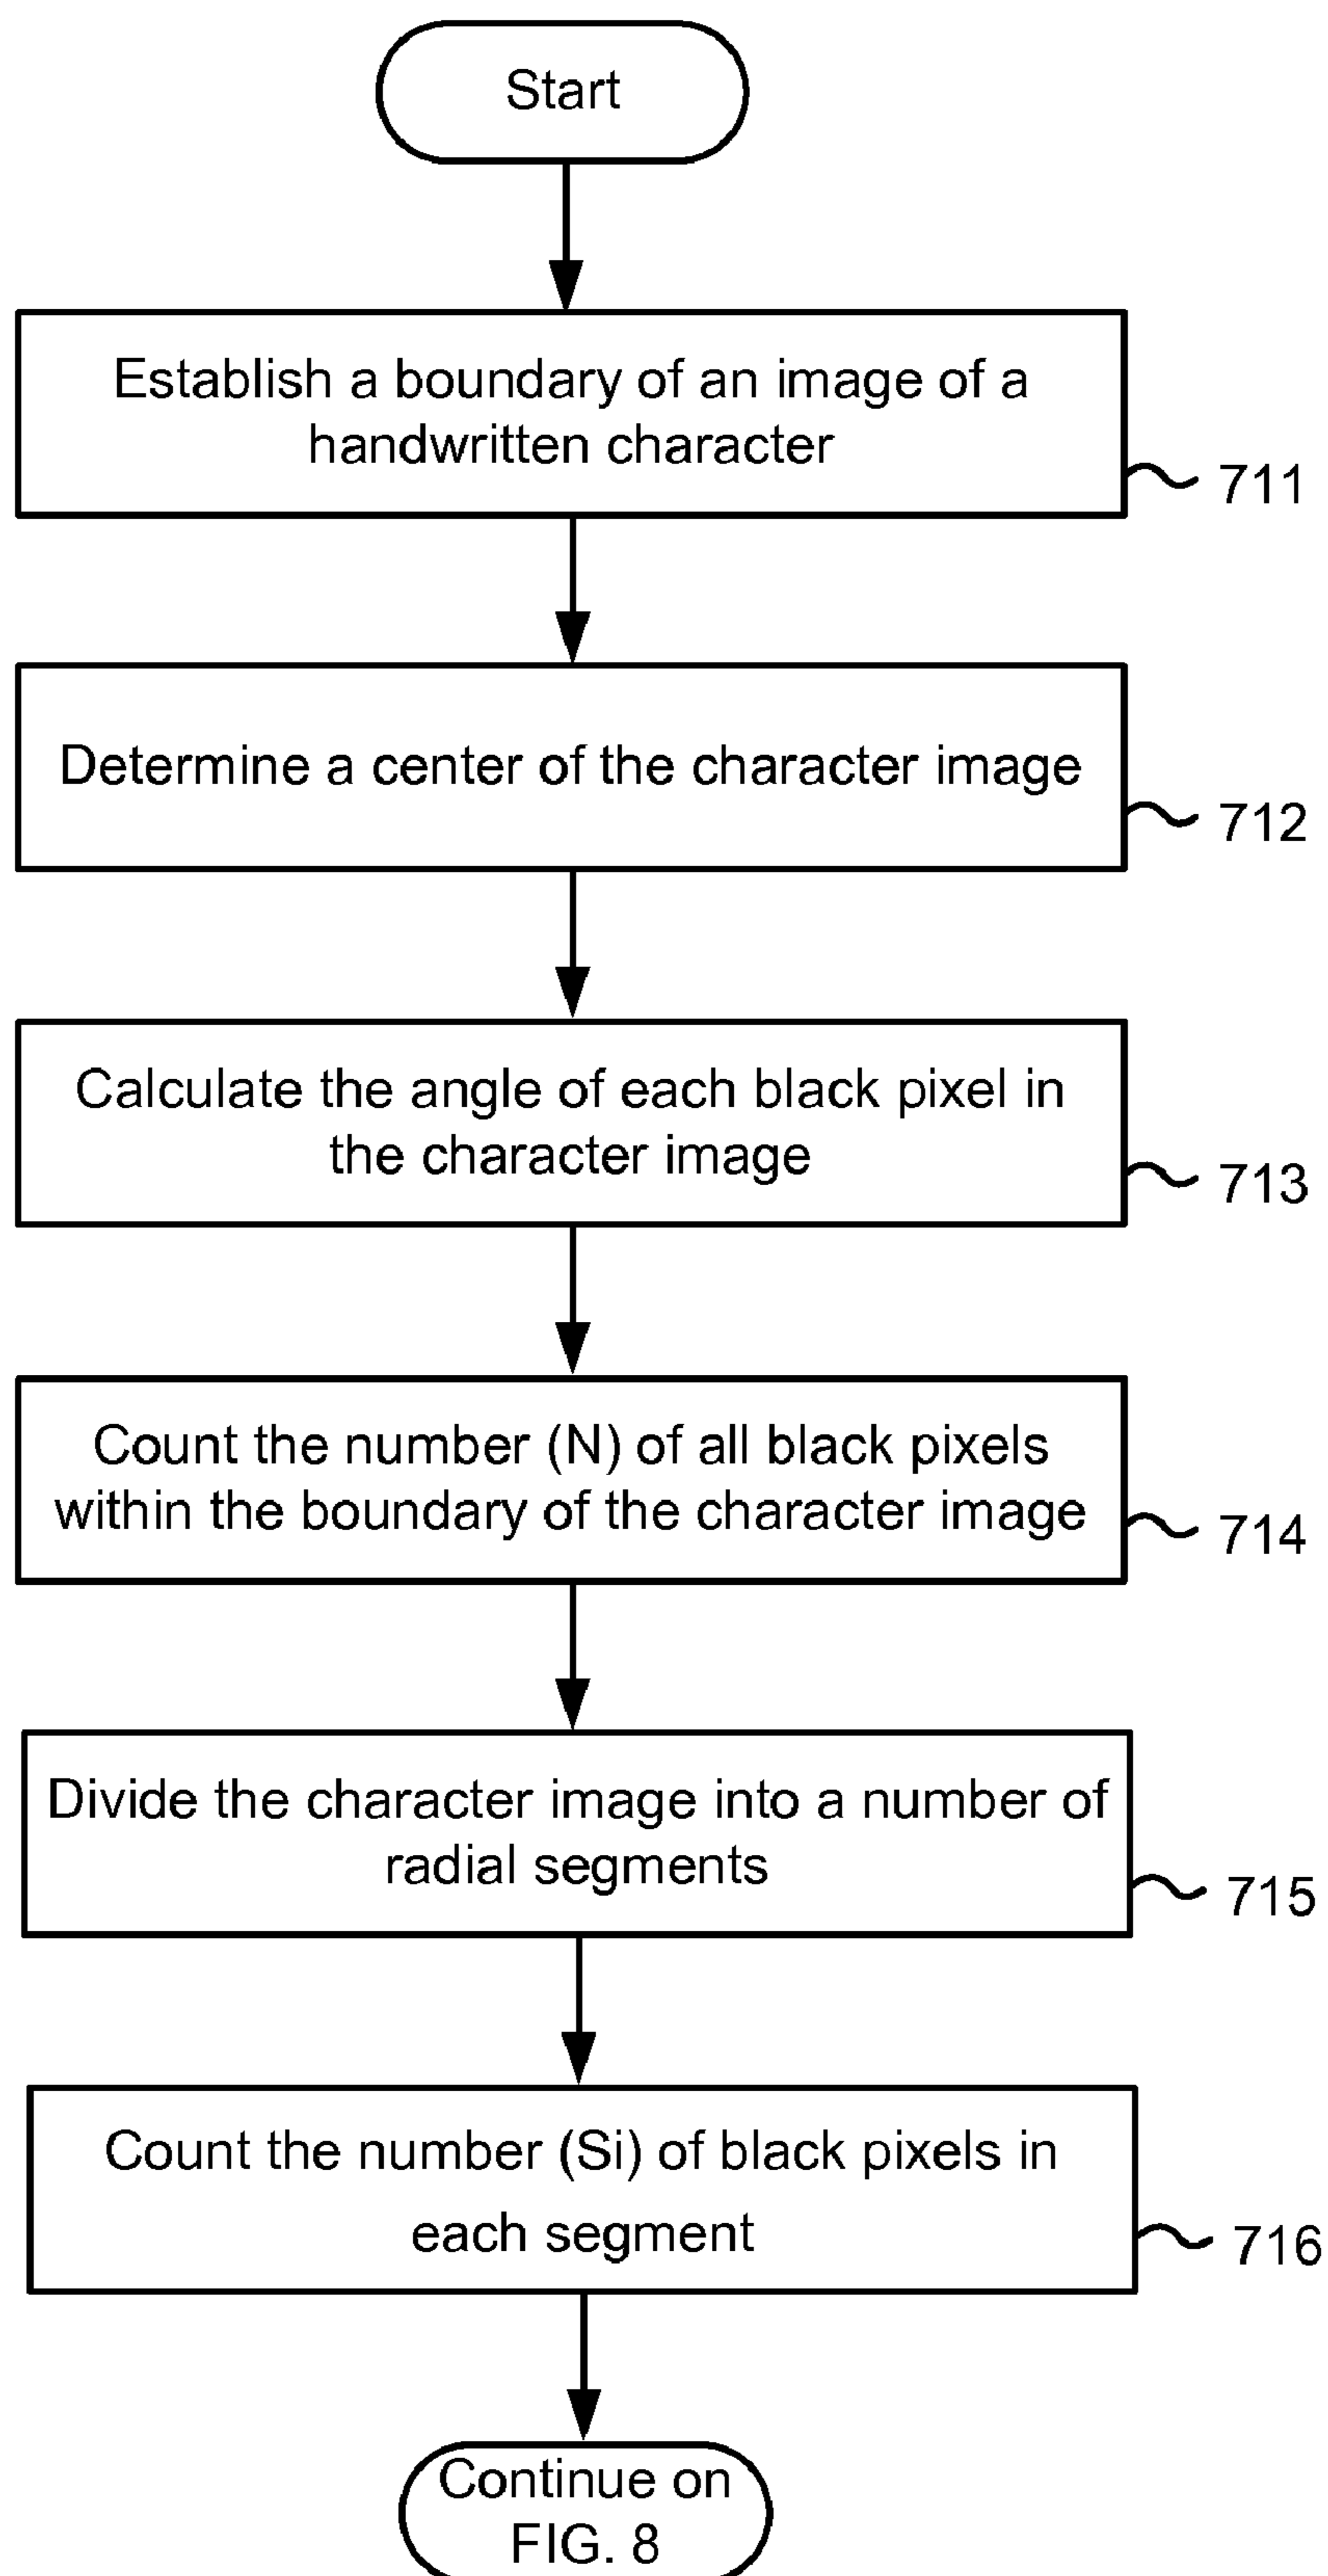 Start
Establish a boundary of an image of a
handwritten character
711
Determine a center of the character image
712
Calculate the angle of each black pixel in
the character image
713
Count the number (N) of all black pixels
within the boundary of the character image
714
Divide the character image into a number of
radial segments
715
Count the number (Si) of black pixels in
each segment
716
Continue on
FIG. 8